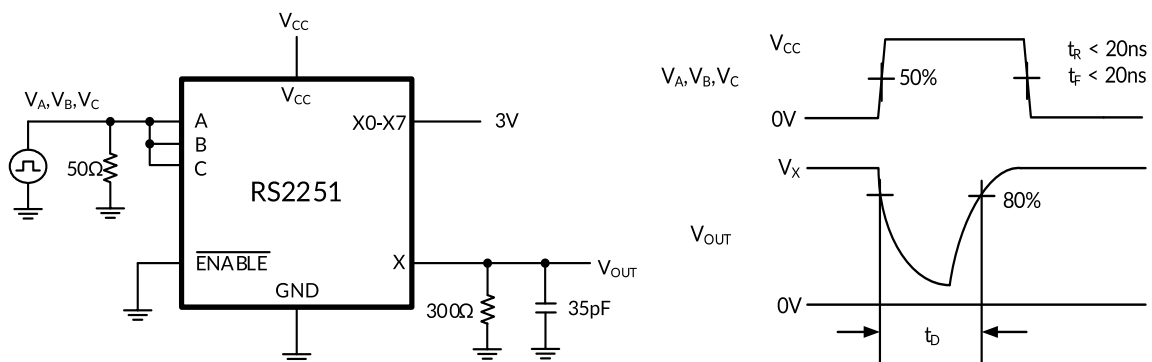 V_CC
V_A,V_B,V_C
50Ω
V_CC
A
B
C
X0-X7
3V
RS2251
ENABLE
X
GND
V_OUT
300Ω
35pF
V_CC
V_A,V_B,V_C
50%
t_R < 20ns
t_F < 20ns
0V
V_X
80%
V_OUT
0V
t_D